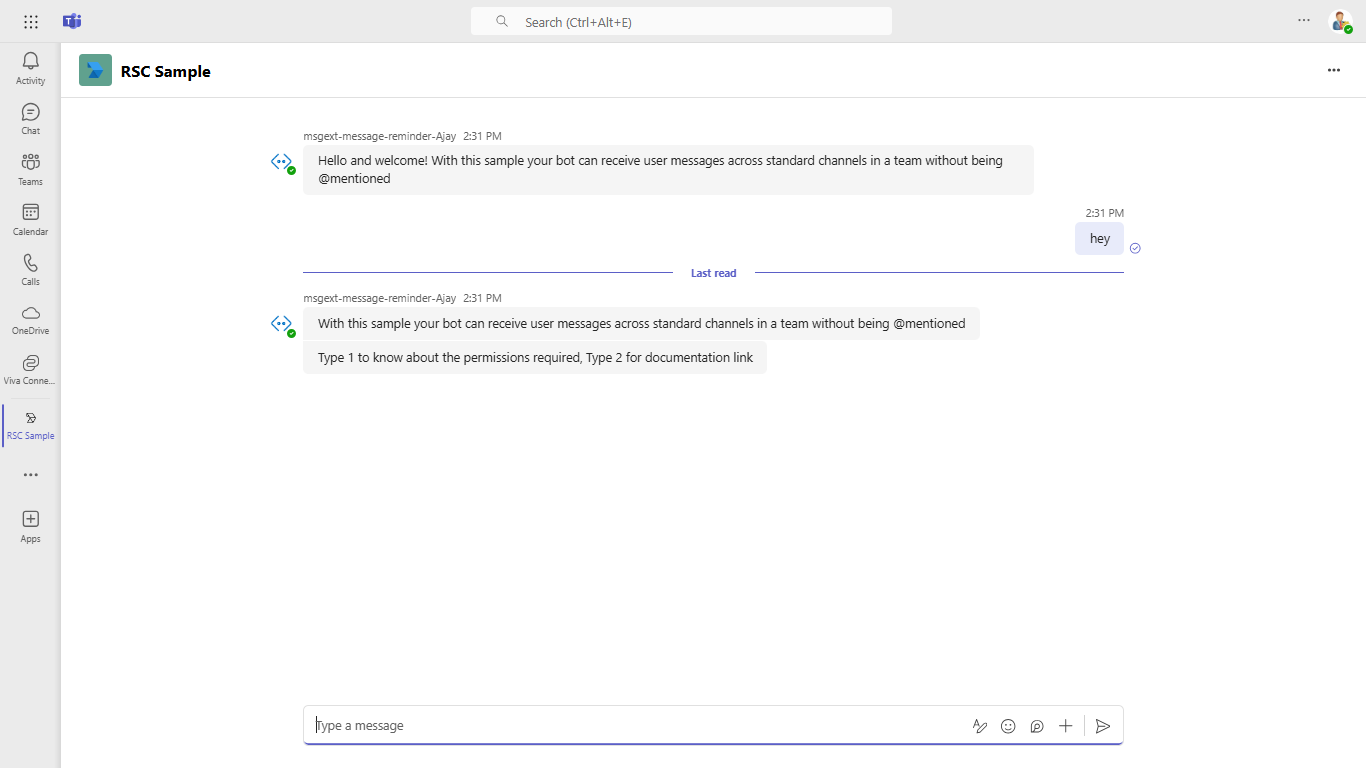 Search (Ctrl+Alt+E)
Activity
Chat
Teams
Calendar
Calls
OneDrive
Viva Conne...
RSC Sample
Apps
RSC Sample
msgext-message-reminder-Ajay 2:31 PM
Hello and welcome! With this sample your bot can receive user messages across standard channels in a team without being
@mentioned
2:31 PM
hey
Last read
msgext-message-reminder-Ajay 2:31 PM
With this sample your bot can receive user messages across standard channels in a team without being @mentioned
Type 1 to know about the permissions required, Type 2 for documentation link
Type a message